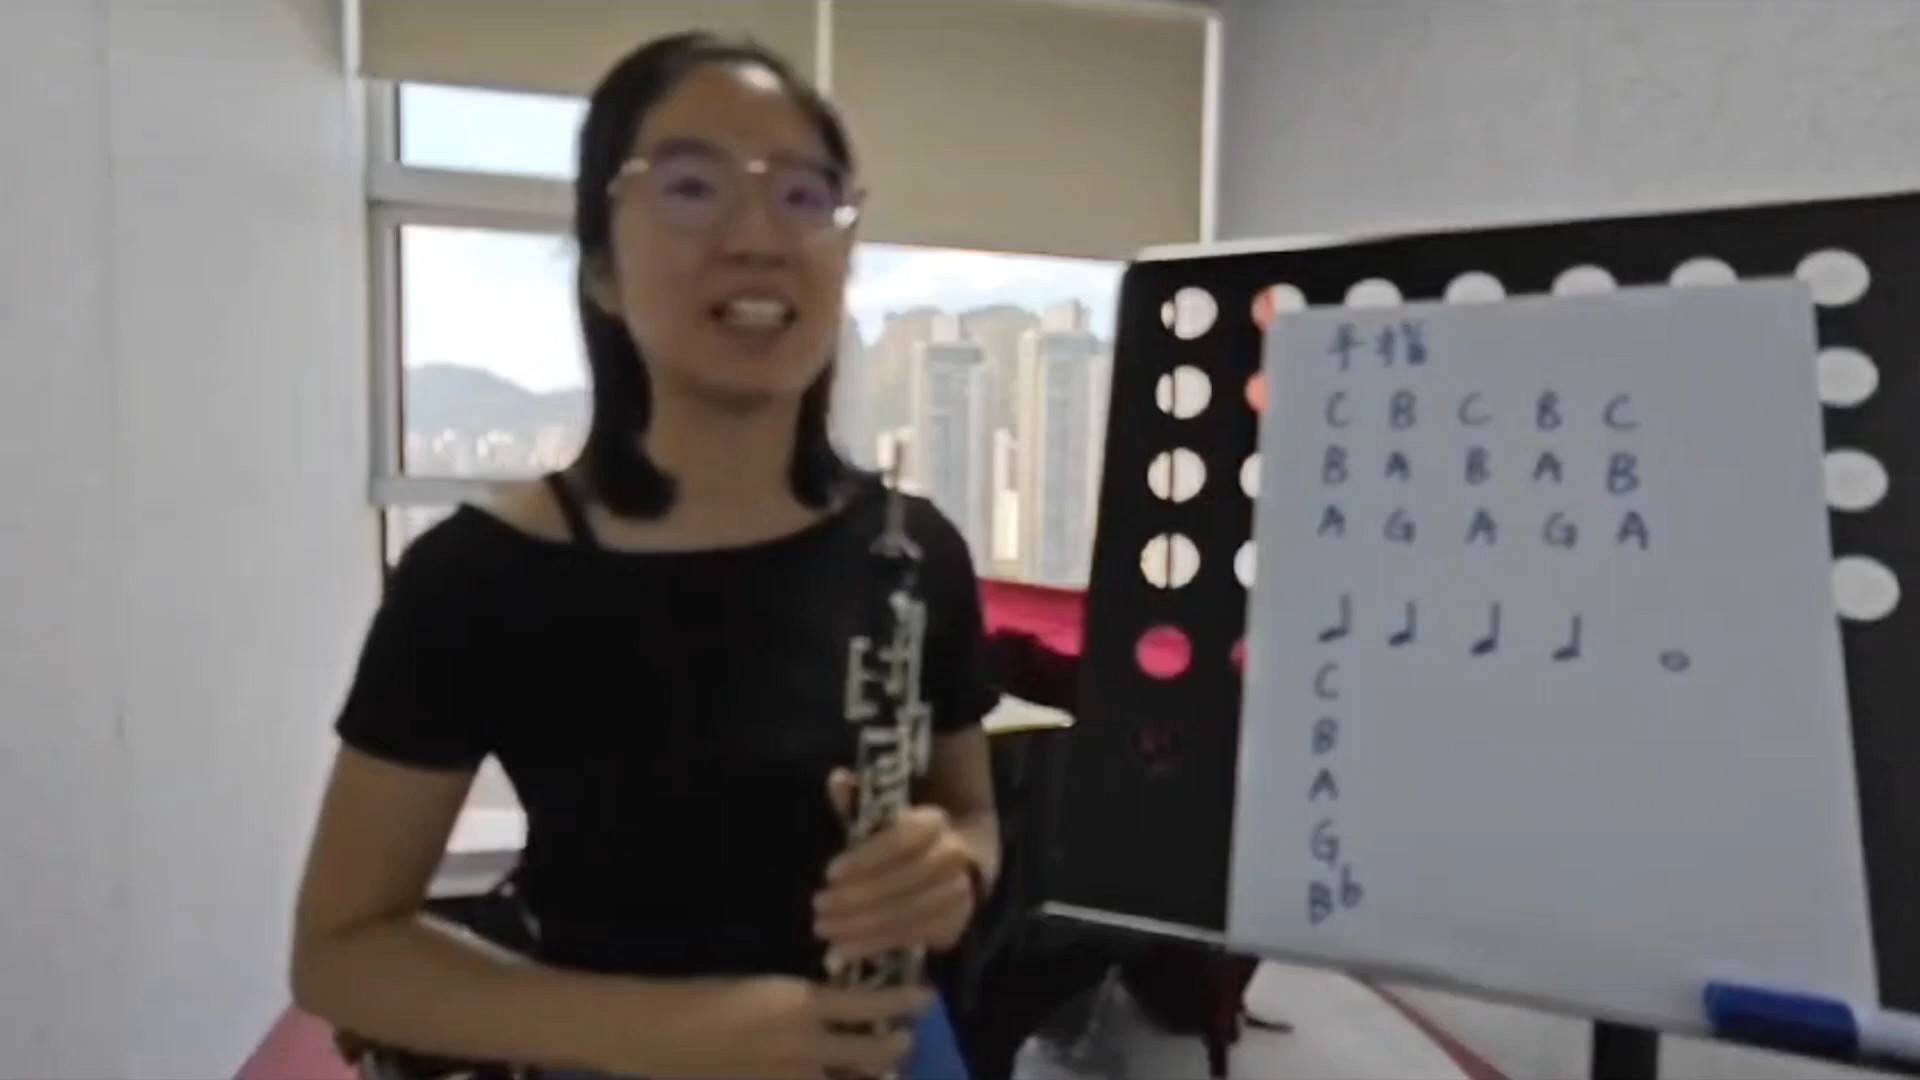 手指
C B C B C
B A B A B
A G A G A
C
B
A
G
Bb